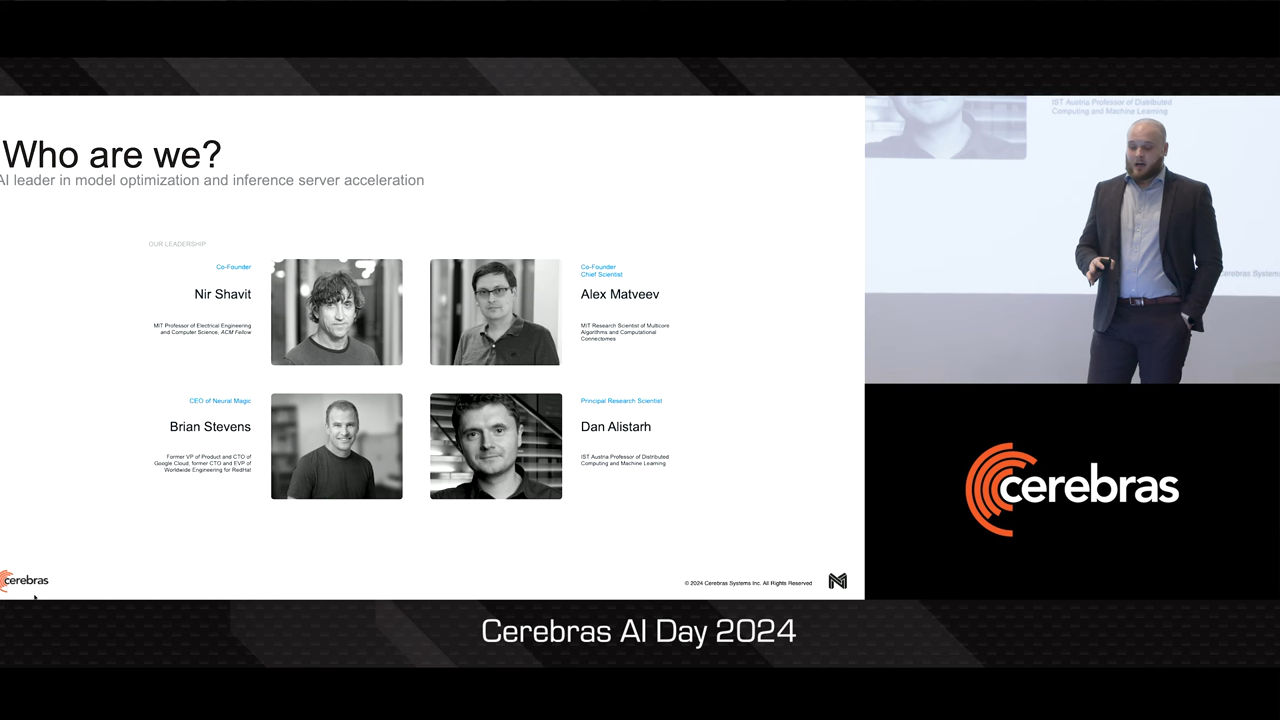 Who are we?
AI leader in model optimization and inference server acceleration
OUR LEADERSHIP
Co-Founder
Nir Shavit
MIT Professor of Electrical Engineering
and Computer Science, ACM Fellow
Co-Founder
Chief Scientist
Alex Matveev
MIT Research Scientist of Multicore
Algorithms and Computational
Connectomes
CEO of Neural Magic
Brian Stevens
Former VP of Product and CTO of
Google Cloud, former CTO and EVP of
Worldwide Engineering for RedHat
Principal Research Scientist
Dan Alistarh
IST Austria Professor of Distributed
Computing and Machine Learning
cerebras
© 2024 Cerebras Systems Inc. All Rights Reserved
IST Austria Professor of Distributed
Computing and Machine Learning
Cerebras Systems
cerebras
Cerebras AI Day 2024